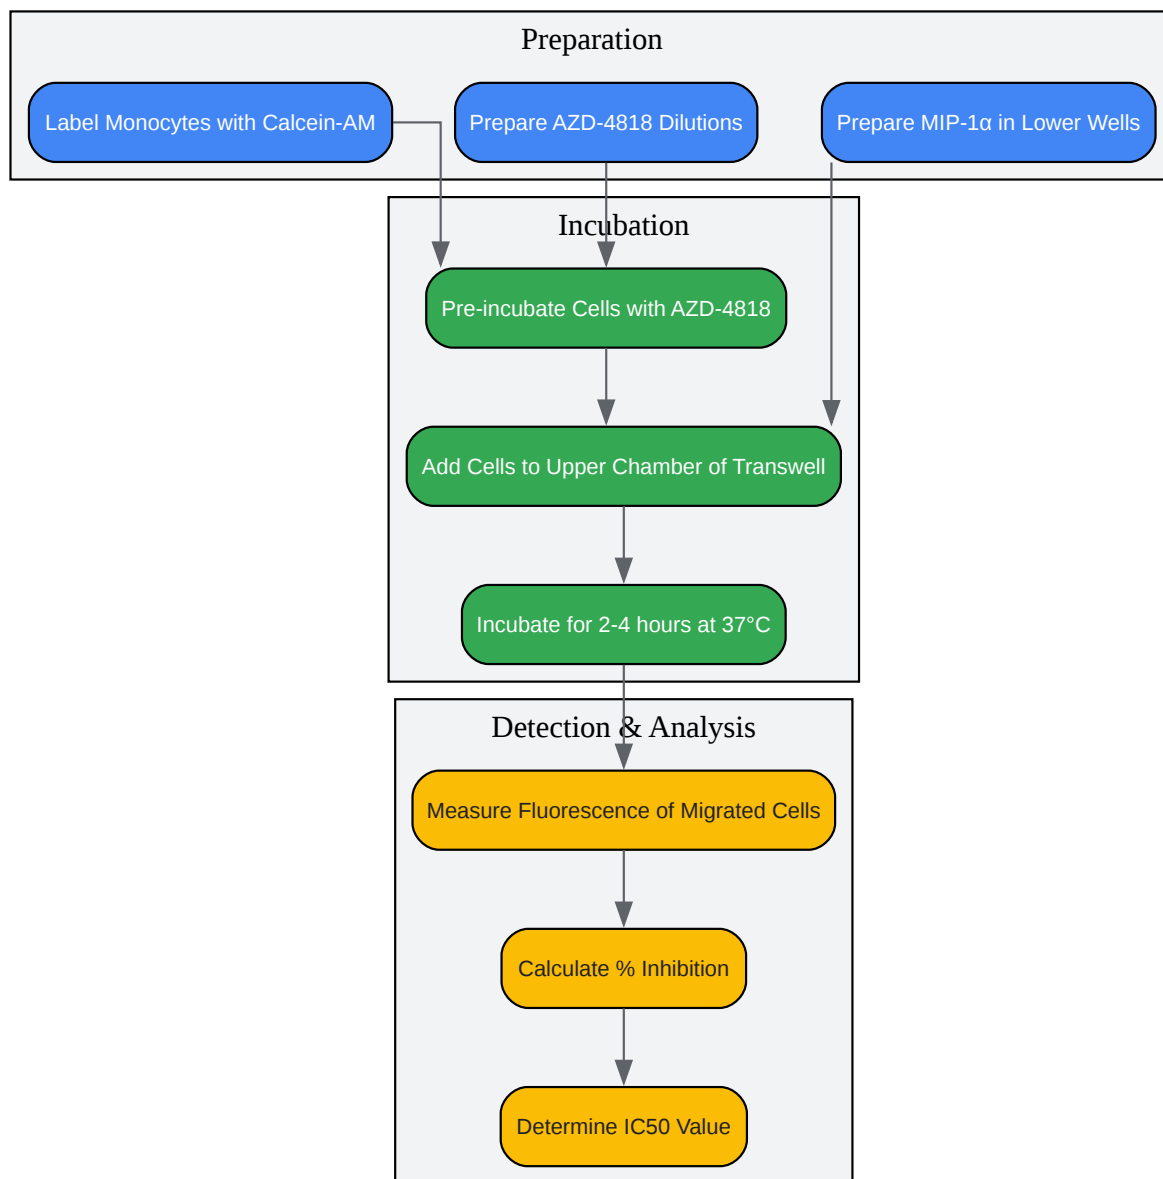 Preparation
Label Monocytes with Calcein-AM
Prepare AZD-4818 Dilutions
Prepare MIP-1α in Lower Wells
Incubation
Pre-incubate Cells with AZD-4818
Add Cells to Upper Chamber of Transwell
Incubate for 2-4 hours at 37°C
Detection & Analysis
Measure Fluorescence of Migrated Cells
Calculate % Inhibition
Determine IC50 Value